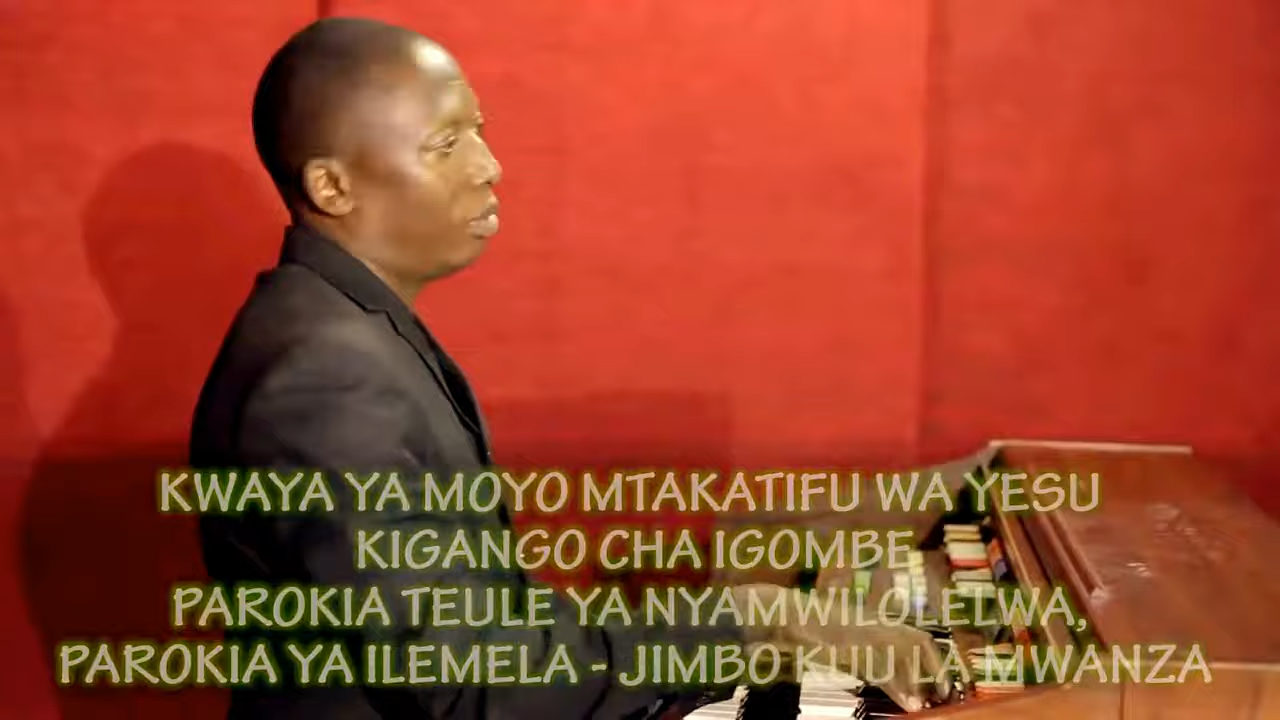 KWAYA YA MOYO MTAKATIFU WA YESU
KIGANGO CHA IGOMBE
PAROKIA TEULE YA NYAMWILOLELWA,
PAROKIA YA ILEMELA - JIMBO KUU LA MWANZA